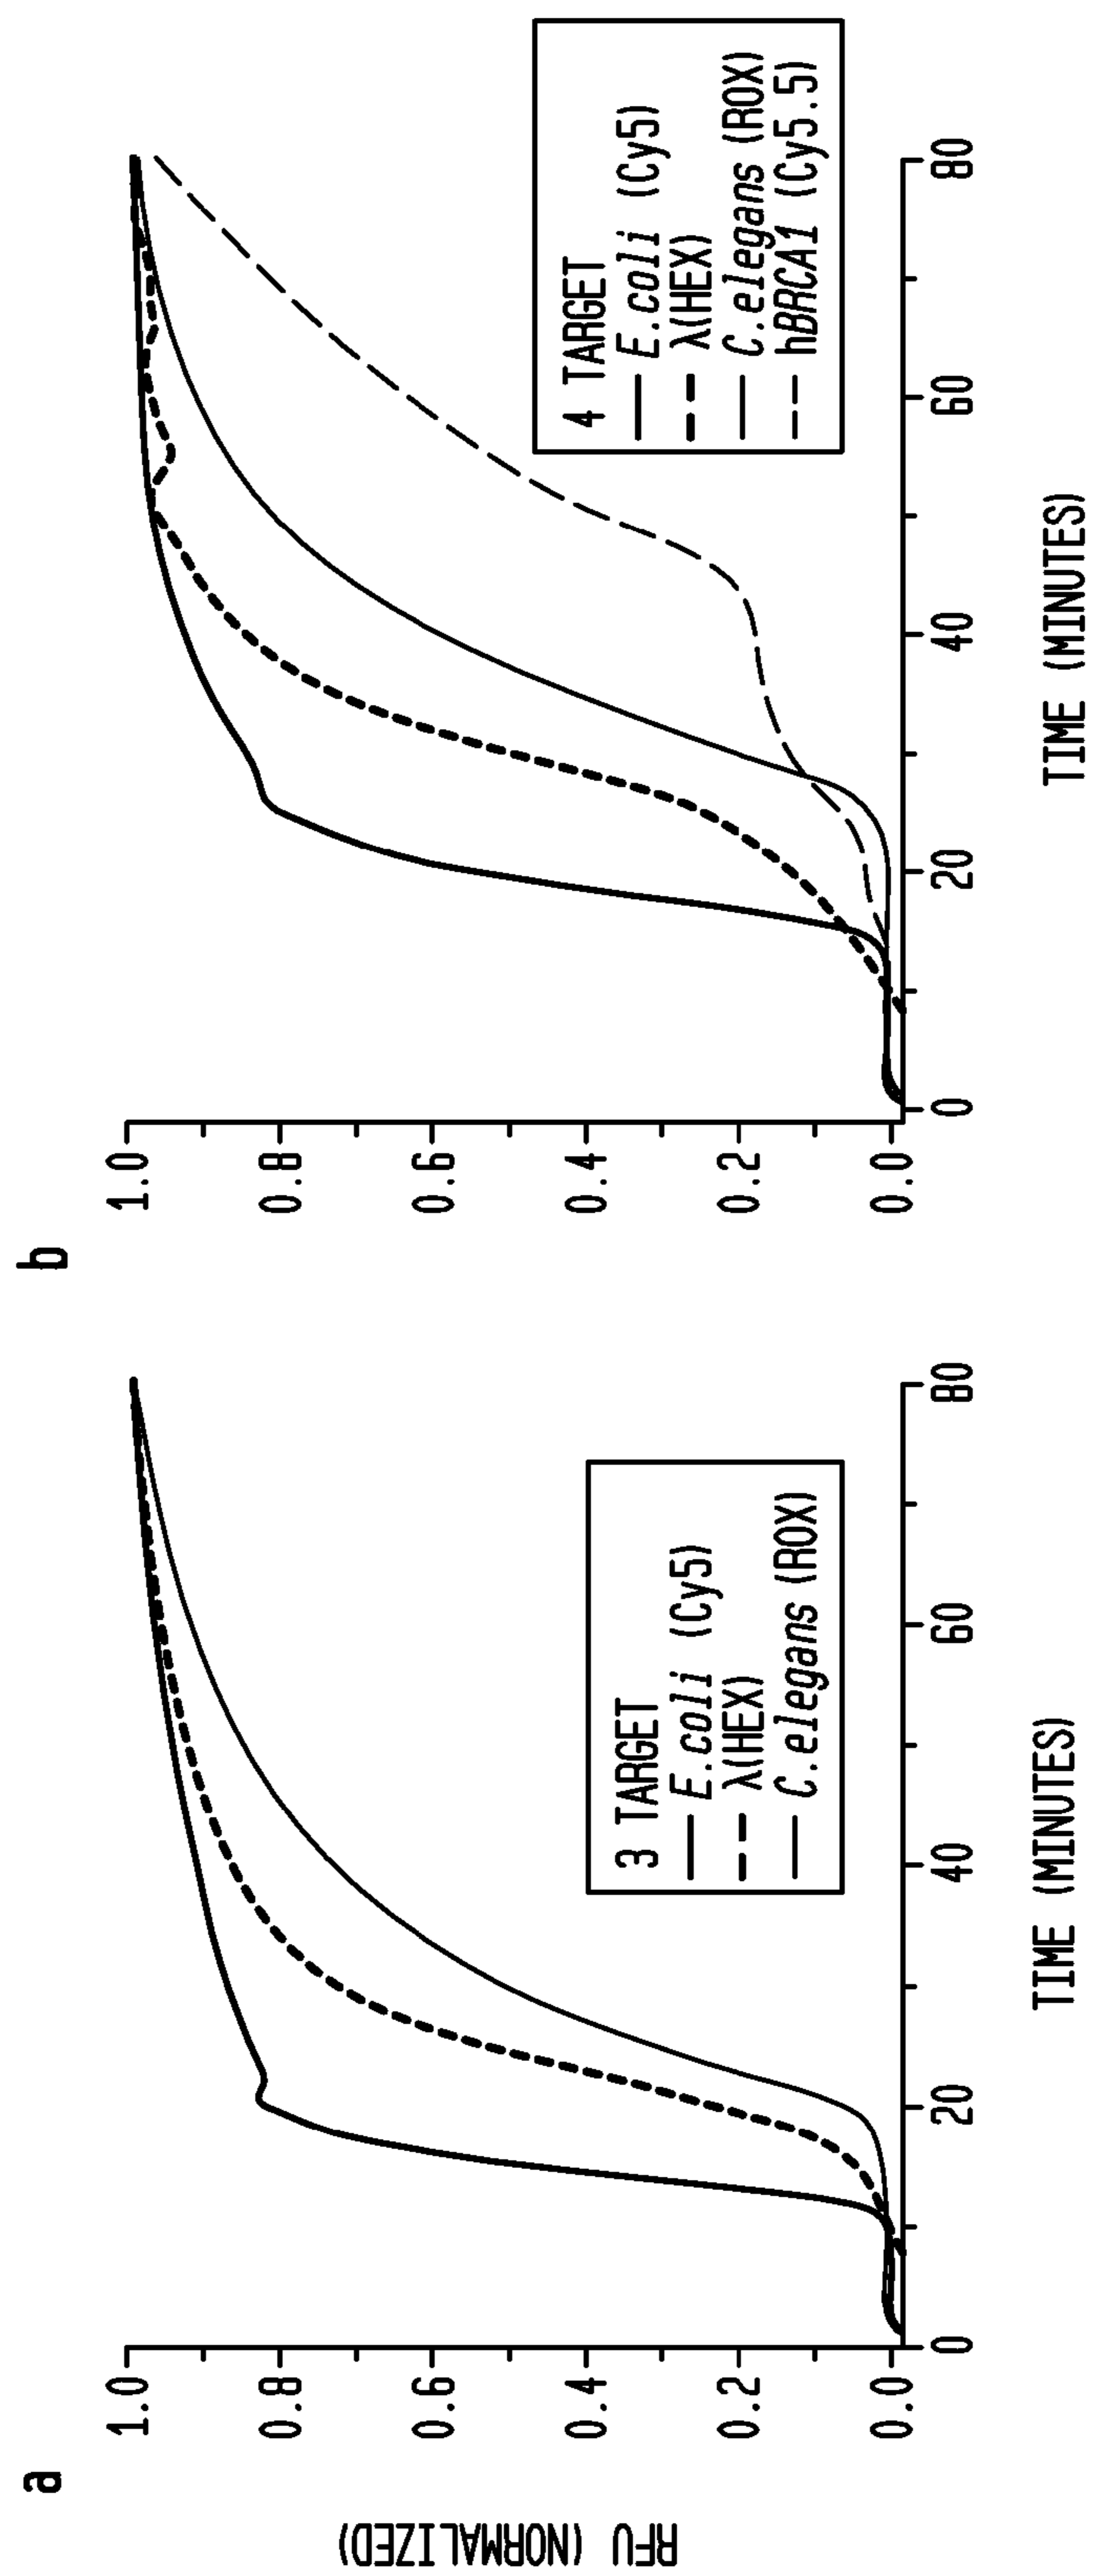 a
RFU (NORMALIZED)
1.0
0.8
0.6
0.4
0.2
0.0
0
20
40
60
80
TIME (MINUTES)
3 TARGET
E.coli (Cy5)
λ(HEX)
C.elegans (ROX)
b
1.0
0.8
0.6
0.4
0.2
0.0
0
20
40
60
80
TIME (MINUTES)
4 TARGET
E.coli (Cy5)
λ(HEX)
C.elegans (ROX)
hBRCA1 (Cy5.5)